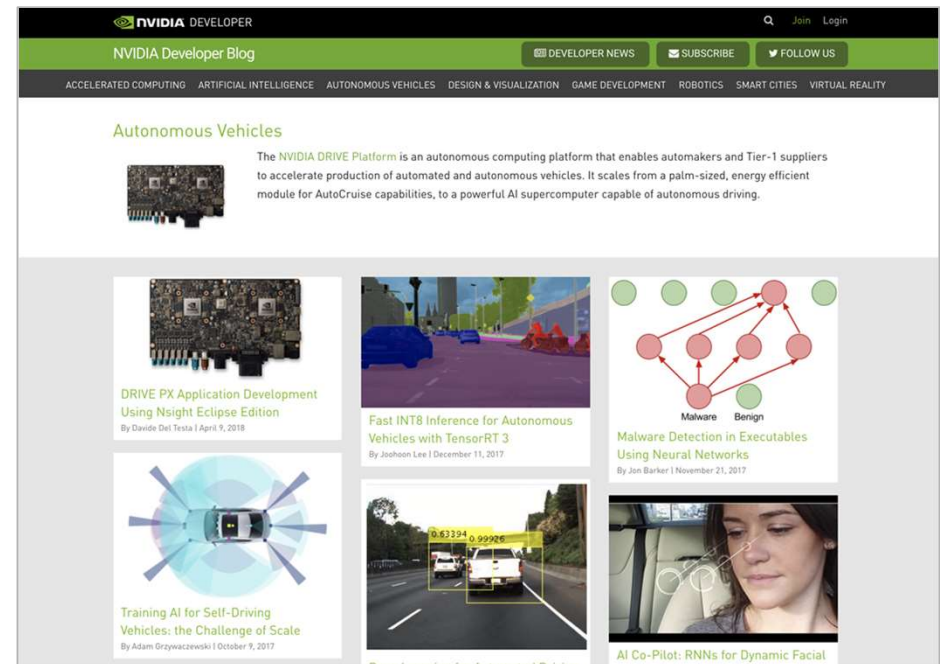 NVIDIA DEVELOPER
Join Login
NVIDIA Developer Blog
DEVELOPER NEWS
SUBSCRIBE
FOLLOW US
ACCELERATED COMPUTING ARTIFICIAL INTELLIGENCE AUTONOMOUS VEHICLES DESIGN & VISUALIZATION GAME DEVELOPMENT ROBOTICS SMART CITIES VIRTUAL REALITY
Autonomous Vehicles
The NVIDIA DRIVE Platform is an autonomous computing platform that enables automakers and Tier-1 suppliers
to accelerate production of automated and autonomous vehicles. It scales from a palm-sized, energy efficient
module for AutoCruise capabilities, to a powerful AI supercomputer capable of autonomous driving.
DRIVE PX Application Development
Using Nsight Eclipse Edition
By Davide Del Testa | April 9, 2018
Fast INT8 Inference for Autonomous
Vehicles with TensorRT 3
By Joohoon Lee | December 11, 2017
Malware Benign
Malware Detection in Executables
Using Neural Networks
By Jon Barker | November 21, 2017
Training AI for Self-Driving
Vehicles: the Challenge of Scale
By Adam Grzywaczewski | October 9, 2017
0.63394 0.99926
AI Co-Pilot: RNNs for Dynamic Facial